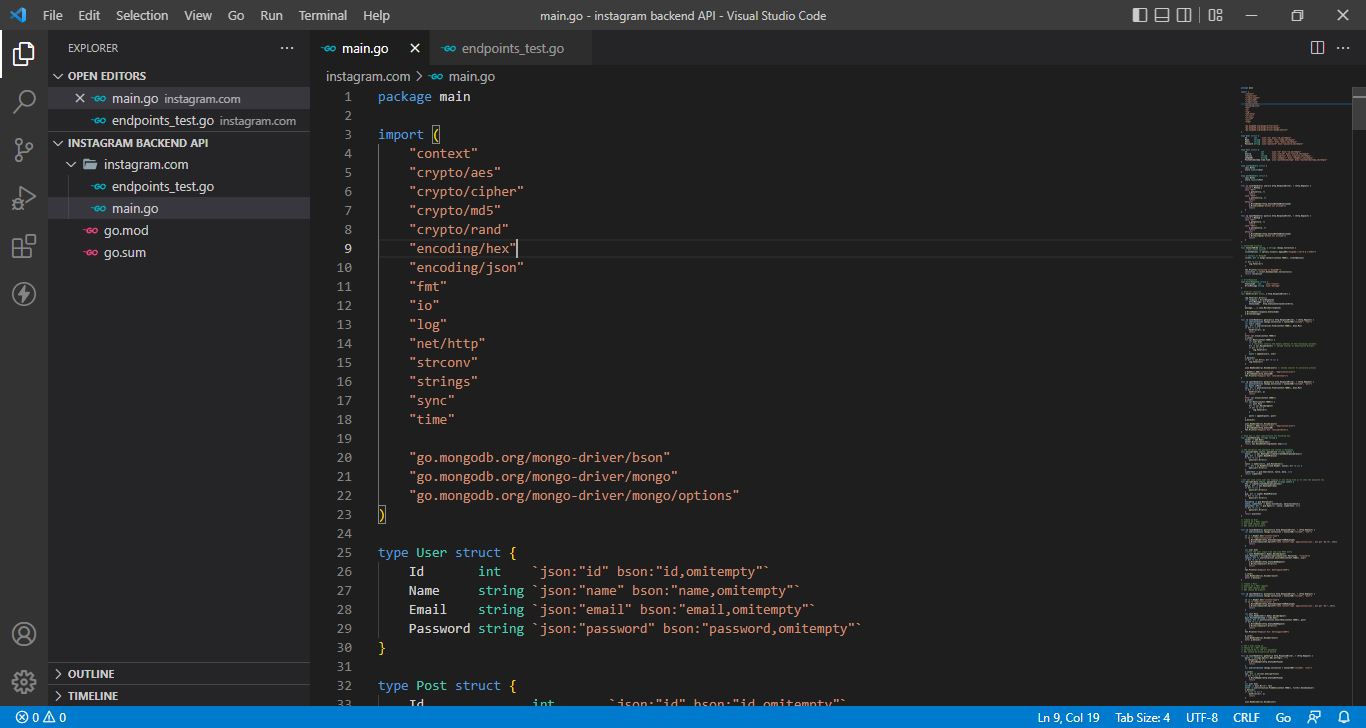 File Edit Selection View Go Run Terminal Help
main.go - instagram backend API - Visual Studio Code
EXPLORER
OPEN EDITORS
main.go instagram.com
endpoints_test.go instagram.com
INSTAGRAM BACKEND API
instagram.com
endpoints_test.go
main.go
go.mod
go.sum
OUTLINE
TIMELINE
main.go
endpoints_test.go
instagram.com > main.go
1 package main
2
3 import (
4 "context"
5 "crypto/aes"
6 "crypto/cipher"
7 "crypto/md5"
8 "crypto/rand"
9 "encoding/hex"
10 "encoding/json"
11 "fmt"
12 "io"
13 "log"
14 "net/http"
15 "strconv"
16 "strings"
17 "sync"
18 "time"
19
20 "go.mongodb.org/mongo-driver/bson"
21 "go.mongodb.org/mongo-driver/mongo"
22 "go.mongodb.org/mongo-driver/mongo/options"
23 )
24
25 type User struct {
26 Id int `json:"id" bson:"id,omitempty"`
27 Name string `json:"name" bson:"name,omitempty"`
28 Email string `json:"email" bson:"email,omitempty"`
29 Password string `json:"password" bson:"password,omitempty"`
30 }
31
32 type Post struct {
33 Id int `json:"id" bson:"id,omitempty"`
0 0
Ln 9, Col 19 Tab Size: 4 UTF-8 CRLF Go